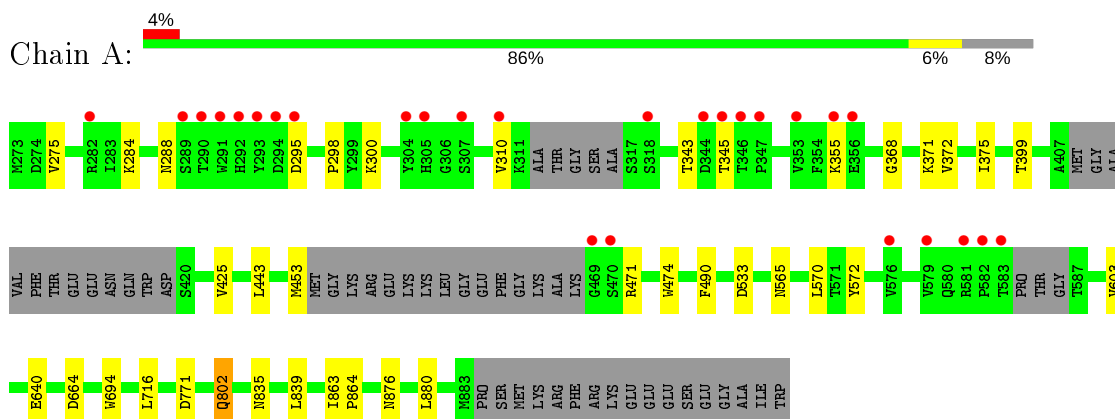 4%
Chain A:
86%
6%
8%
M273 D274 V275 R282 I283 K284 N288 S289 T290 W291 H292 Y293 D294 D295 P298 Y299 K300 Y304 H305 G306 S307 V310 K311 ALA THR GLY SER ALA S317 S318 T343 D344 T345 T346 P347 V353 F354 K355 E356 G368 K371 V372 I375 T399 A407 MET GLY ALA
VAL PHE THR GLU GLU ASN GLN TRP ASP S420 V425 L443 M453 MET GLY LYS ARG GLU LYS LYS LEU GLY GLU PHE GLY LYS ALA LYS G469 S470 R471 W474 F490 D533 N565 L570 T571 Y572 V576 V579 Q580 R581 P582 T583 PRO THR GLY T587 V603
E640 D664 W694 L716 D771 Q802 N835 L839 I863 P864 N876 L880 M883 PRO SER MET LYS ARG PHE ARG LYS GLU GLU GLU SER GLU GLY ALA ILE TRP